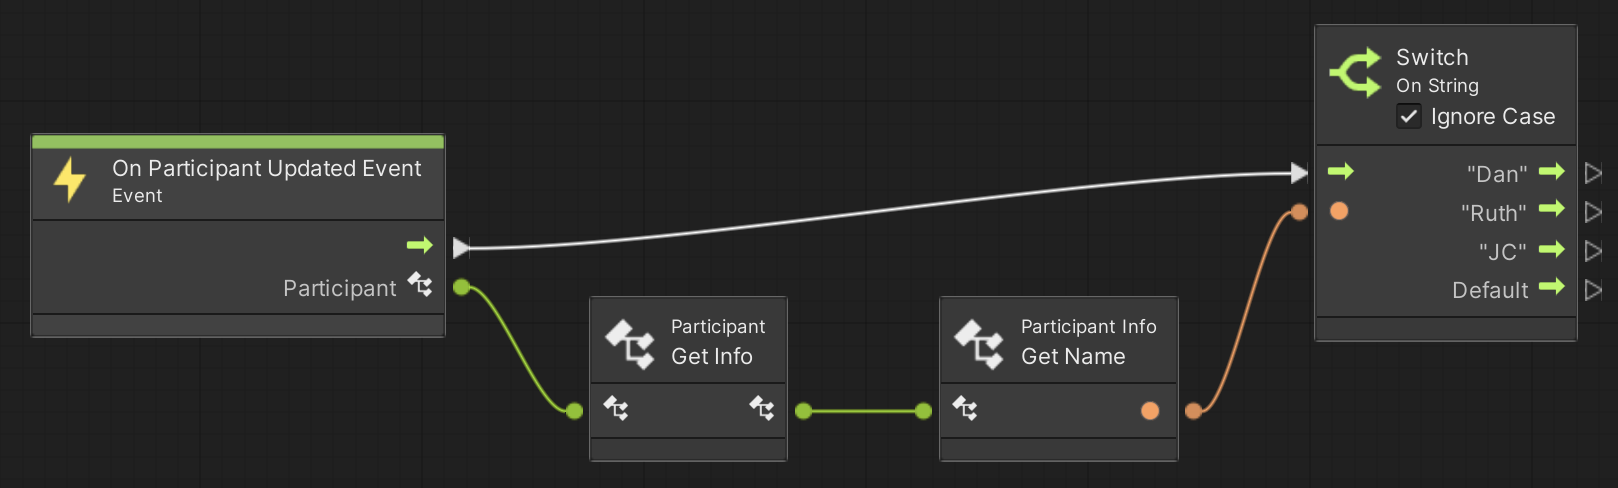 On Participant Updated Event
Event
Participant
Participant
Get Info
Participant Info
Get Name
Switch
On String
Ignore Case
"Dan"
"Ruth"
"JC"
Default